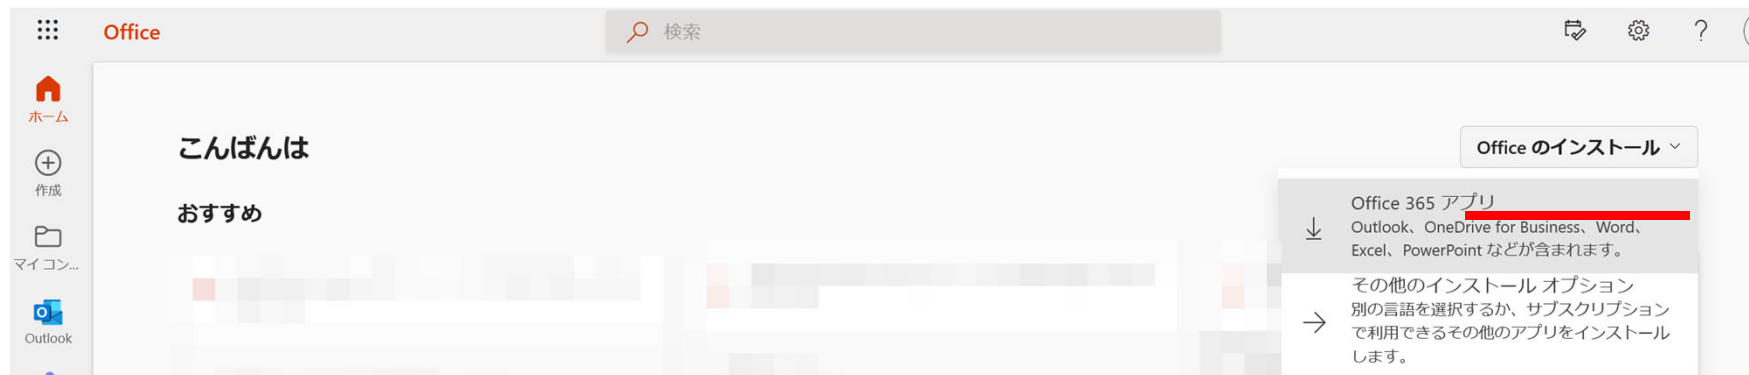 Office
検索
ホーム
作成
マイ コン...
Outlook
こんばんは
おすすめ
Office のインストール
Office 365 アプリ
Outlook、OneDrive for Business、Word、
Excel、PowerPoint などが含まれます。
その他のインストール オプション
別の言語を選択するか、サブスクリプション
で利用できるその他のアプリをインストール
します。